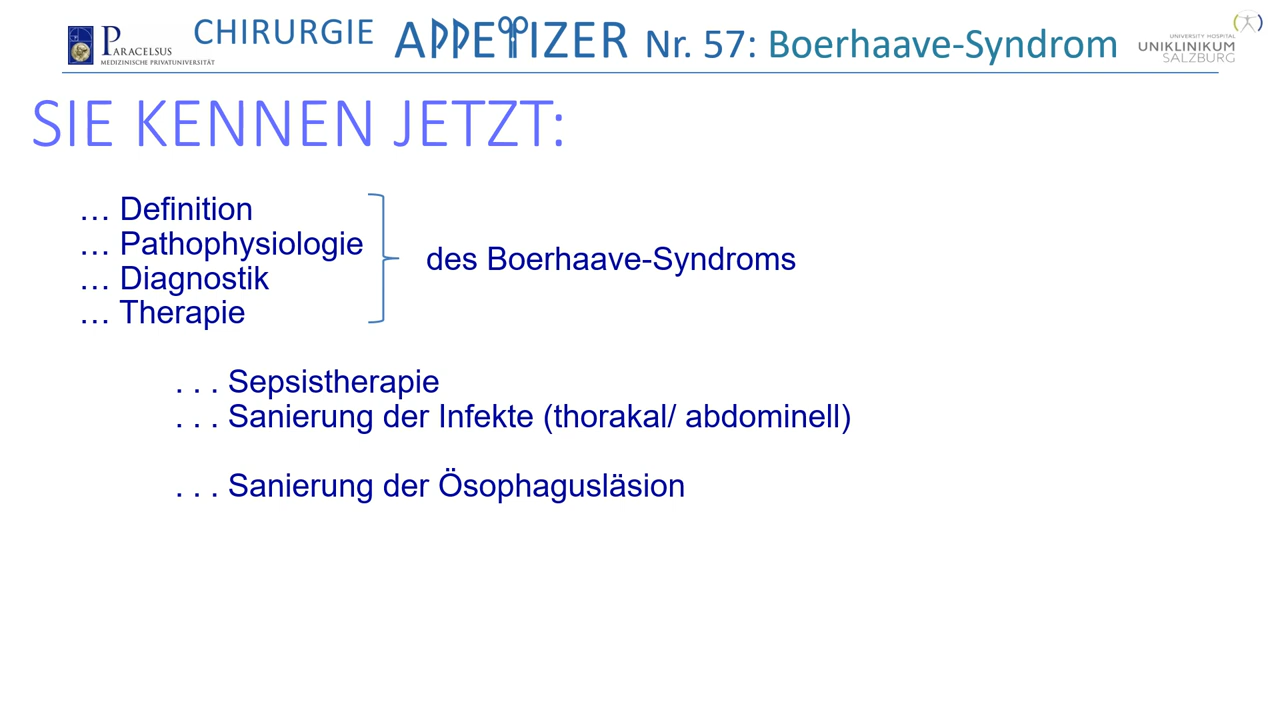 PARACELSUS
MEDIZINISCHE PRIVATUNIVERSITÄT
CHIRURGIE APPETIZER Nr. 57: Boerhaave-Syndrom
UNIVERSITY HOSPITAL
UNIKLINIKUM
SALZBURG
SIE KENNEN JETZT:
… Definition
… Pathophysiologie
… Diagnostik
… Therapie
des Boerhaave-Syndroms
. . . Sepsistherapie
. . . Sanierung der Infekte (thorakal/ abdominell)
. . . Sanierung der Ösophagusläsion